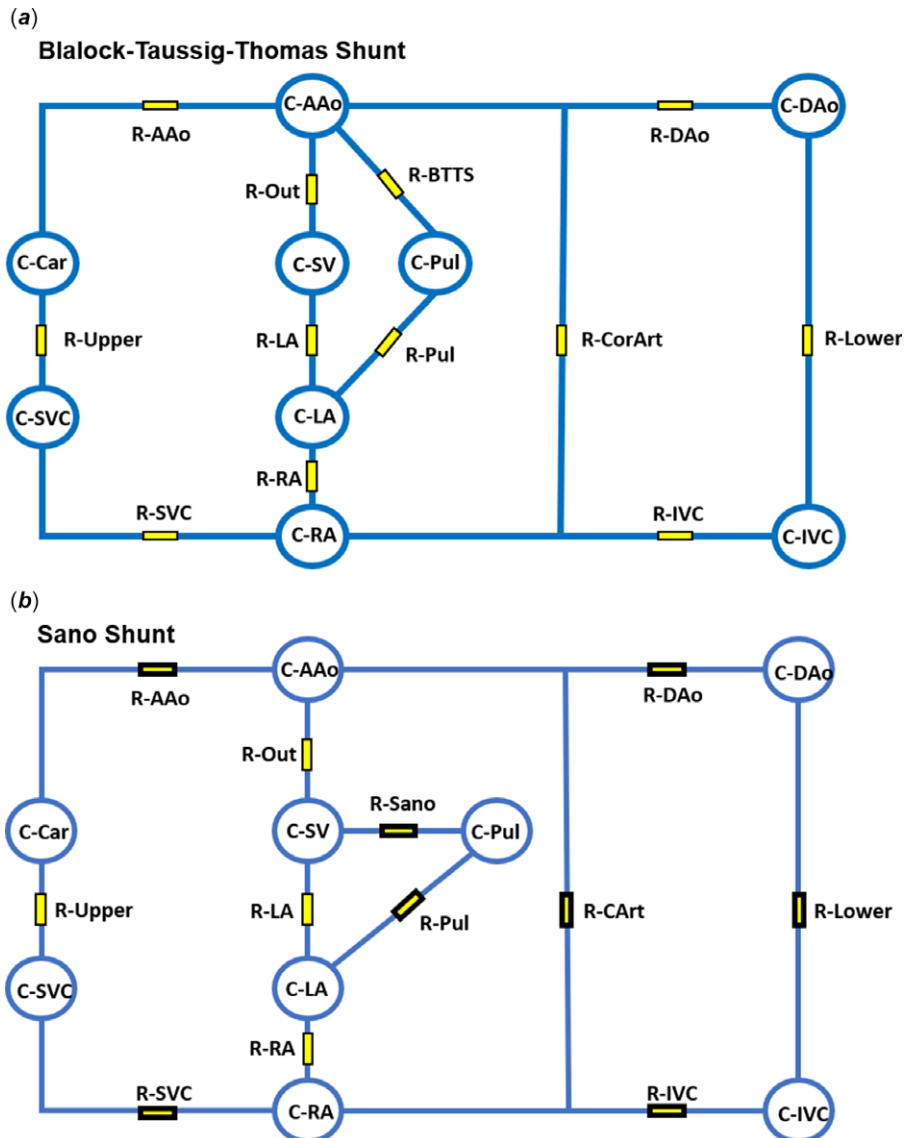 (a)
Blalock-Taussig-Thomas Shunt
C-AAo
C-DAo
R-AAo
R-DAo
R-BTTS
R-Out
C-Car
C-SV
C-Pul
R-Upper
R-LA
R-Pul
R-CorArt
R-Lower
C-SVC
C-LA
R-RA
R-SVC
R-IVC
C-RA
C-IVC
(b)
Sano Shunt
C-AAo
C-DAo
R-AAo
R-DAo
R-Out
R-Sano
C-Car
C-SV
C-Pul
R-Upper
R-LA
R-Pul
R-CArt
R-Lower
C-SVC
C-LA
R-RA
R-SVC
R-IVC
C-RA
C-IVC